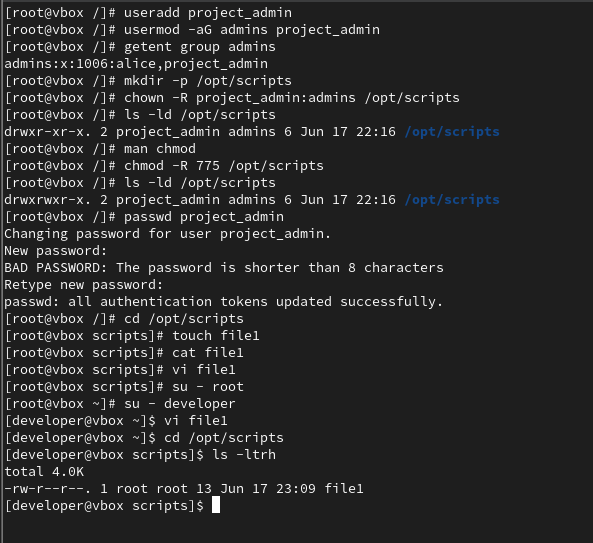 [root@vbox /]# useradd project_admin
[root@vbox /]# usermod -aG admins project_admin
[root@vbox /]# getent group admins
admins:x:1006:alice,project_admin
[root@vbox /]# mkdir -p /opt/scripts
[root@vbox /]# chown -R project_admin:admins /opt/scripts
[root@vbox /]# ls -ld /opt/scripts
drwxr-xr-x. 2 project_admin admins 6 Jun 17 22:16 /opt/scripts
[root@vbox /]# man chmod
[root@vbox /]# chmod -R 775 /opt/scripts
[root@vbox /]# ls -ld /opt/scripts
drwxrwxr-x. 2 project_admin admins 6 Jun 17 22:16 /opt/scripts
[root@vbox /]# passwd project_admin
Changing password for user project_admin.
New password:
BAD PASSWORD: The password is shorter than 8 characters
Retype new password:
passwd: all authentication tokens updated successfully.
[root@vbox /]# cd /opt/scripts
[root@vbox scripts]# touch file1
[root@vbox scripts]# cat file1
[root@vbox scripts]# vi file1
[root@vbox scripts]# su - root
[root@vbox ~]# su - developer
[developer@vbox ~]$ vi file1
[developer@vbox ~]$ cd /opt/scripts
[developer@vbox scripts]$ ls -ltrh
total 4.0K
-rw-r--r--. 1 root root 13 Jun 17 23:09 file1
[developer@vbox scripts]$